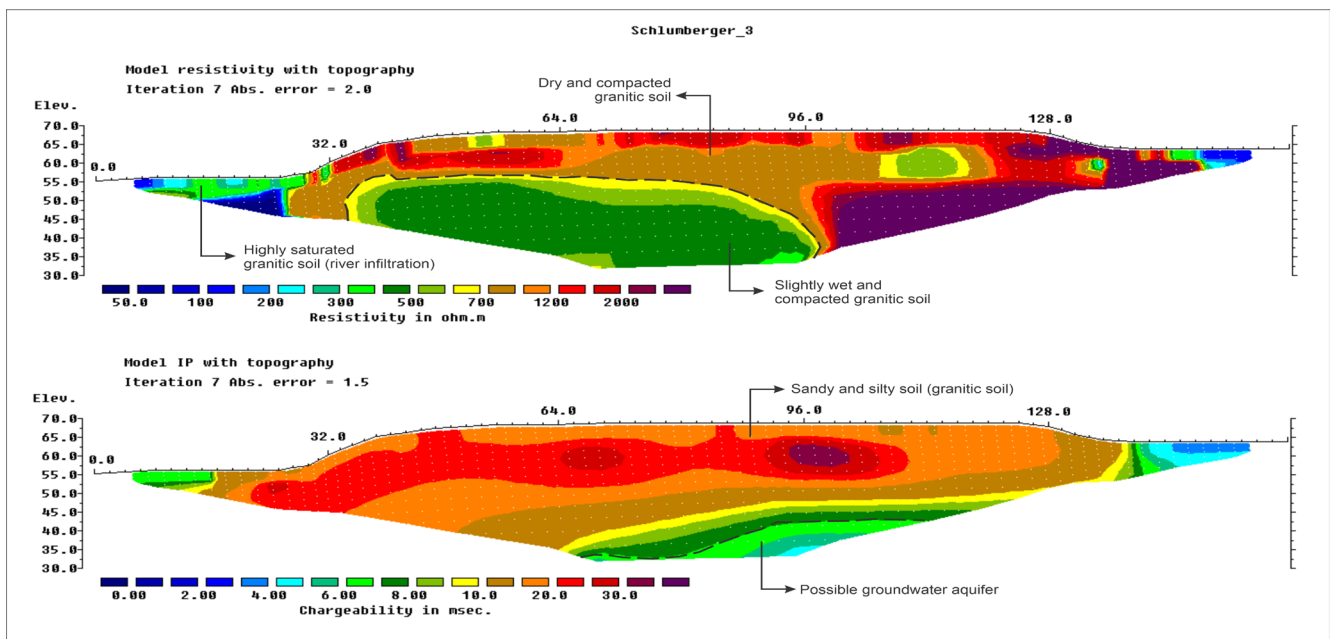 Schlumberger_3
Model resistivity with topography
Iteration 7 Abs. error = 2.0
Dry and compacted
granitic soil
Elev.
70.0
65.0
60.0
55.0
45.0
40.0
35.0
30.0
0.0
32.0
64.0
96.0
128.0
Highly saturated
granitic soil (river infiltration)
Slightly wet and
compacted granitic soil
50.0 100 200 300 500 700 1200 2000
Resistivity in ohm.m
Model IP with topography
Iteration 7 Abs. error = 1.5
Sandy and silty soil (granitic soil)
Elev.
70.0
65.0
60.0
55.0
50.0
45.0
40.0
35.0
30.0
0.0
32.0
64.0
96.0
128.0
Possible groundwater aquifer
0.00 2.00 4.00 6.00 8.00 10.0 20.0 30.0
Chargeability in msec.